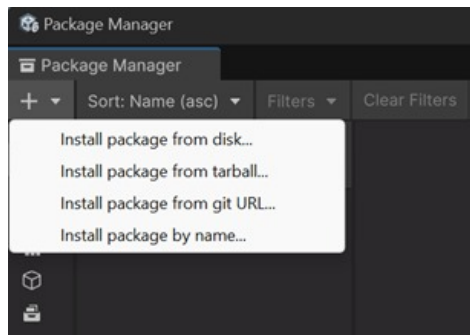 Package Manager
Package Manager
+ Sort: Name (asc) Filters Clear Filters
Install package from disk...
Install package from tarball...
Install package from git URL...
Install package by name...